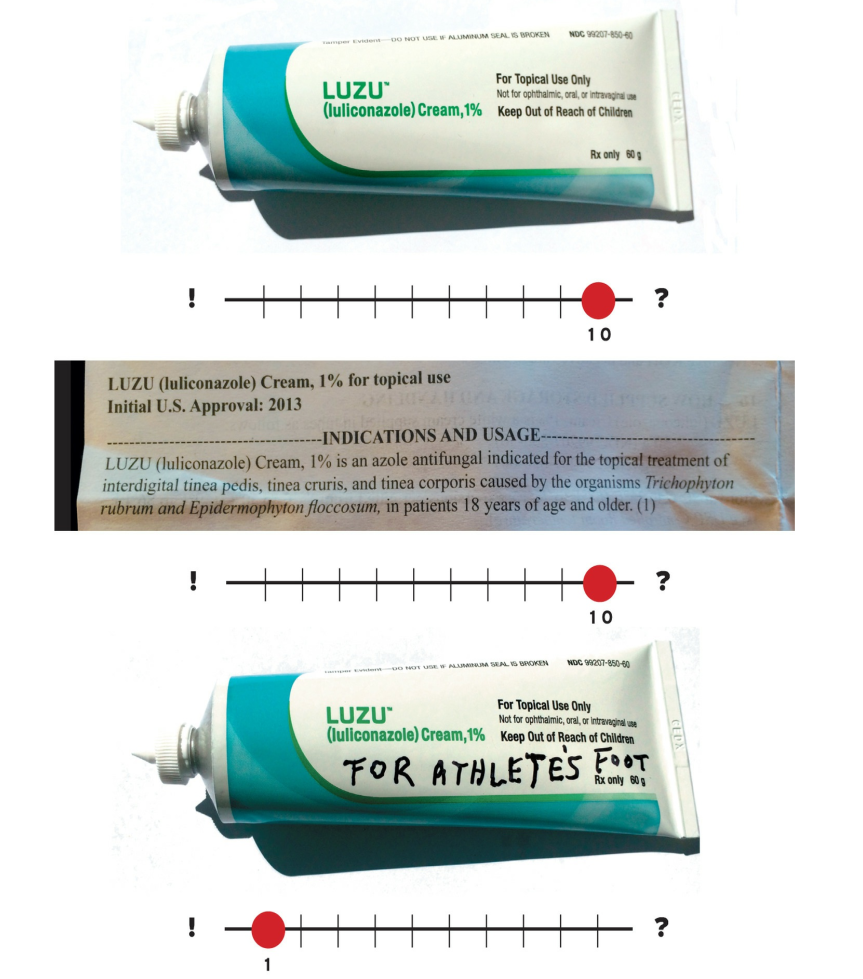 Tamper Evident—DO NOT USE IF ALUMINUM SEAL IS BROKEN NDC 99207-850-60
LUZU™
(luliconazole) Cream, 1%
For Topical Use Only
Not for ophthalmic, oral, or intravaginal use
Keep Out of Reach of Children
Rx only 60 g
! ?
10
LUZU (luliconazole) Cream, 1% for topical use
Initial U.S. Approval: 2013
INDICATIONS AND USAGE
LUZU (luliconazole) Cream, 1% is an azole antifungal indicated for the topical treatment of
interdigital tinea pedis, tinea cruris, and tinea corporis caused by the organisms Trichophyton
rubrum and Epidermophyton floccosum, in patients 18 years of age and older. (1)
! ?
10
Tamper Evident—DO NOT USE IF ALUMINUM SEAL IS BROKEN NDC 99207-850-60
LUZU™
(luliconazole) Cream, 1%
For Topical Use Only
Not for ophthalmic, oral, or intravaginal use
Keep Out of Reach of Children
FOR ATHLETE'S FOOT
Rx only 60 g
! ?
1